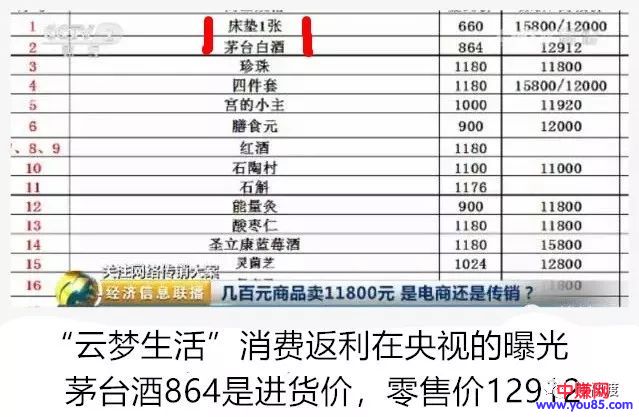 CCTV 2
1 床垫1张 660 15800/12000
2 茅台白酒 864 12912
3 珍珠 1180 11800
4 四件套 1180 15800/12000
5 宫的小主 1000 11920
6 膳食元 900 12000
7、8、9 红酒 1180
10 石陶村 1100 11000
11 石斛 1176
12 能量灸 900 11800
13 酸枣仁 1180 11800
14 圣立康蓝莓酒 1180 15800
15 灵菌芝 1024 12800
16 11800
关注网络传销大案
经济信息联播 几百元商品卖11800元 是电商还是传销？
“云梦生活”消费返利在央视的曝光
茅台酒864是进货价，零售价12912
中赚网
www.you85.com